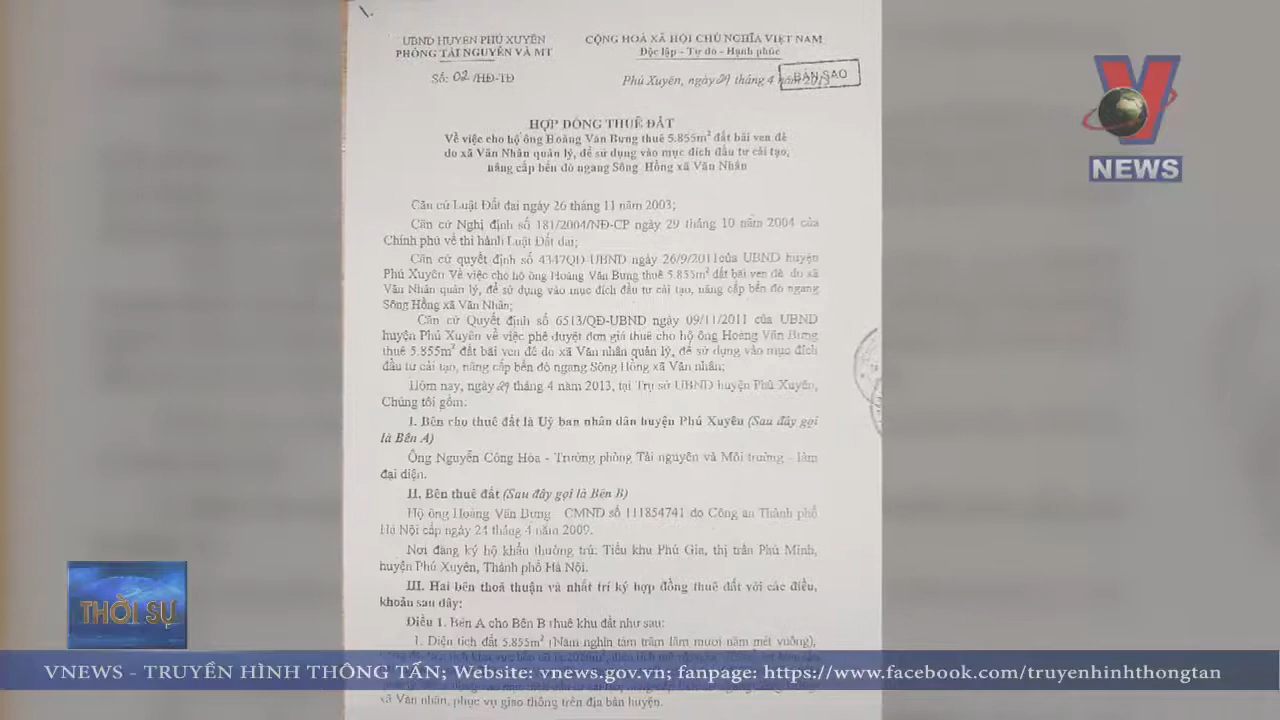 UBND HUYỆN PHÚ XUYÊN
PHÒNG TÀI NGUYÊN VÀ MT
Số: 02/HĐ-TĐ
CỘNG HOÀ XÃ HỘI CHỦ NGHĨA VIỆT NAM
Độc lập - Tự do - Hạnh phúc
Phú Xuyên, ngày 29 tháng 4 năm 2013
BẢN SAO
NEWS
HỢP ĐỒNG THUÊ ĐẤT
Về việc cho hộ ông Hoàng Văn Bưng thuê 5.855m² đất bãi ven đê
do xã Văn Nhân quản lý, để sử dụng vào mục đích đầu tư cải tạo,
nâng cấp bến đò ngang Sông Hồng xã Văn Nhân
Căn cứ Luật Đất đai ngày 26 tháng 11 năm 2003;
Căn cứ Nghị định số 181/2004/NĐ-CP ngày 29 tháng 10 năm 2004 của
Chính phủ về thi hành Luật Đất đai;
Căn cứ quyết định số 4347QĐ-UBND ngày 26/9/2011của UBND huyện
Phú Xuyên Về việc cho hộ ông Hoàng Văn Bưng thuê 5.855m² đất bãi ven đê do xã
Văn Nhân quản lý, để sử dụng vào mục đích đầu tư cải tạo, nâng cấp bến đò ngang
Sông Hồng xã Văn Nhân;
Căn cứ Quyết định số 6513/QĐ-UBND ngày 09/11/2011 của UBND
huyện Phú Xuyên về việc phê duyệt đơn giá thuê cho hộ ông Hoàng Văn Bưng
thuê 5.855m² đất bãi ven đê do xã Văn nhân quản lý, để sử dụng vào mục đích
đầu tư cải tạo, nâng cấp bến đò ngang Sông Hồng xã Văn nhân;
Hôm nay, ngày 29 tháng 4 năm 2013, tại Trụ sở UBND huyện Phú Xuyên,
Chúng tôi gồm:
I. Bên cho thuê đất là Uỷ ban nhân dân huyện Phú Xuyên (Sau đây gọi
là Bên A)
Ông Nguyễn Công Hòa - Trưởng phòng Tài nguyên và Môi trường - làm
đại diện.
II. Bên thuê đất (Sau đây gọi là Bên B)
Hộ ông Hoàng Văn Bưng CMND số 111854741 do Công an Thành phố
Hà Nội cấp ngày 24 tháng 4 năm 2009.
Nơi đăng ký hộ khẩu thường trú: Tiểu khu Phú Gia, thị trấn Phú Minh,
huyện Phú Xuyên, Thành phố Hà Nội.
III. Hai bên thoả thuận và nhất trí ký hợp đồng thuê đất với các điều,
khoản sau đây:
Điều 1. Bên A cho Bên B thuê khu đất như sau:
1. Diện tích đất 5.855m² (Năm nghìn tám trăm lăm mươi năm mét vuông),
xã Văn nhân, phục vụ giao thông trên địa bàn huyện.
THỜI SỰ
VNEWS - TRUYỀN HÌNH THÔNG TẤN; Website: vnews.gov.vn; fanpage: https://www.facebook.com/truyenhinhthongtan